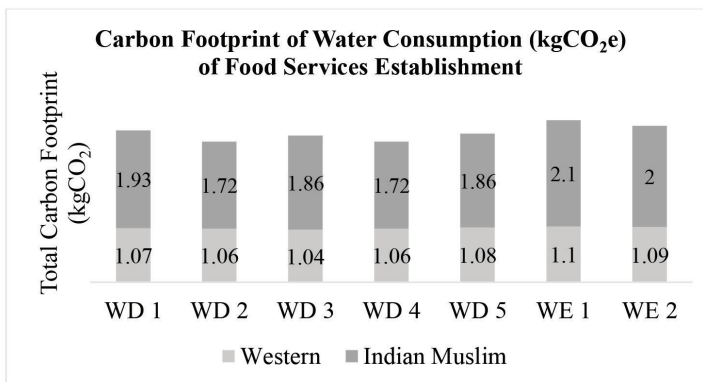 Carbon Footprint of Water Consumption (kgCO₂e)
of Food Services Establishment
Total Carbon Footprint
(kgCO₂)
1.93 1.72 1.86 1.72 1.86 2.1 2
1.07 1.06 1.04 1.06 1.08 1.1 1.09
WD 1 WD 2 WD 3 WD 4 WD 5 WE 1 WE 2
Western Indian Muslim